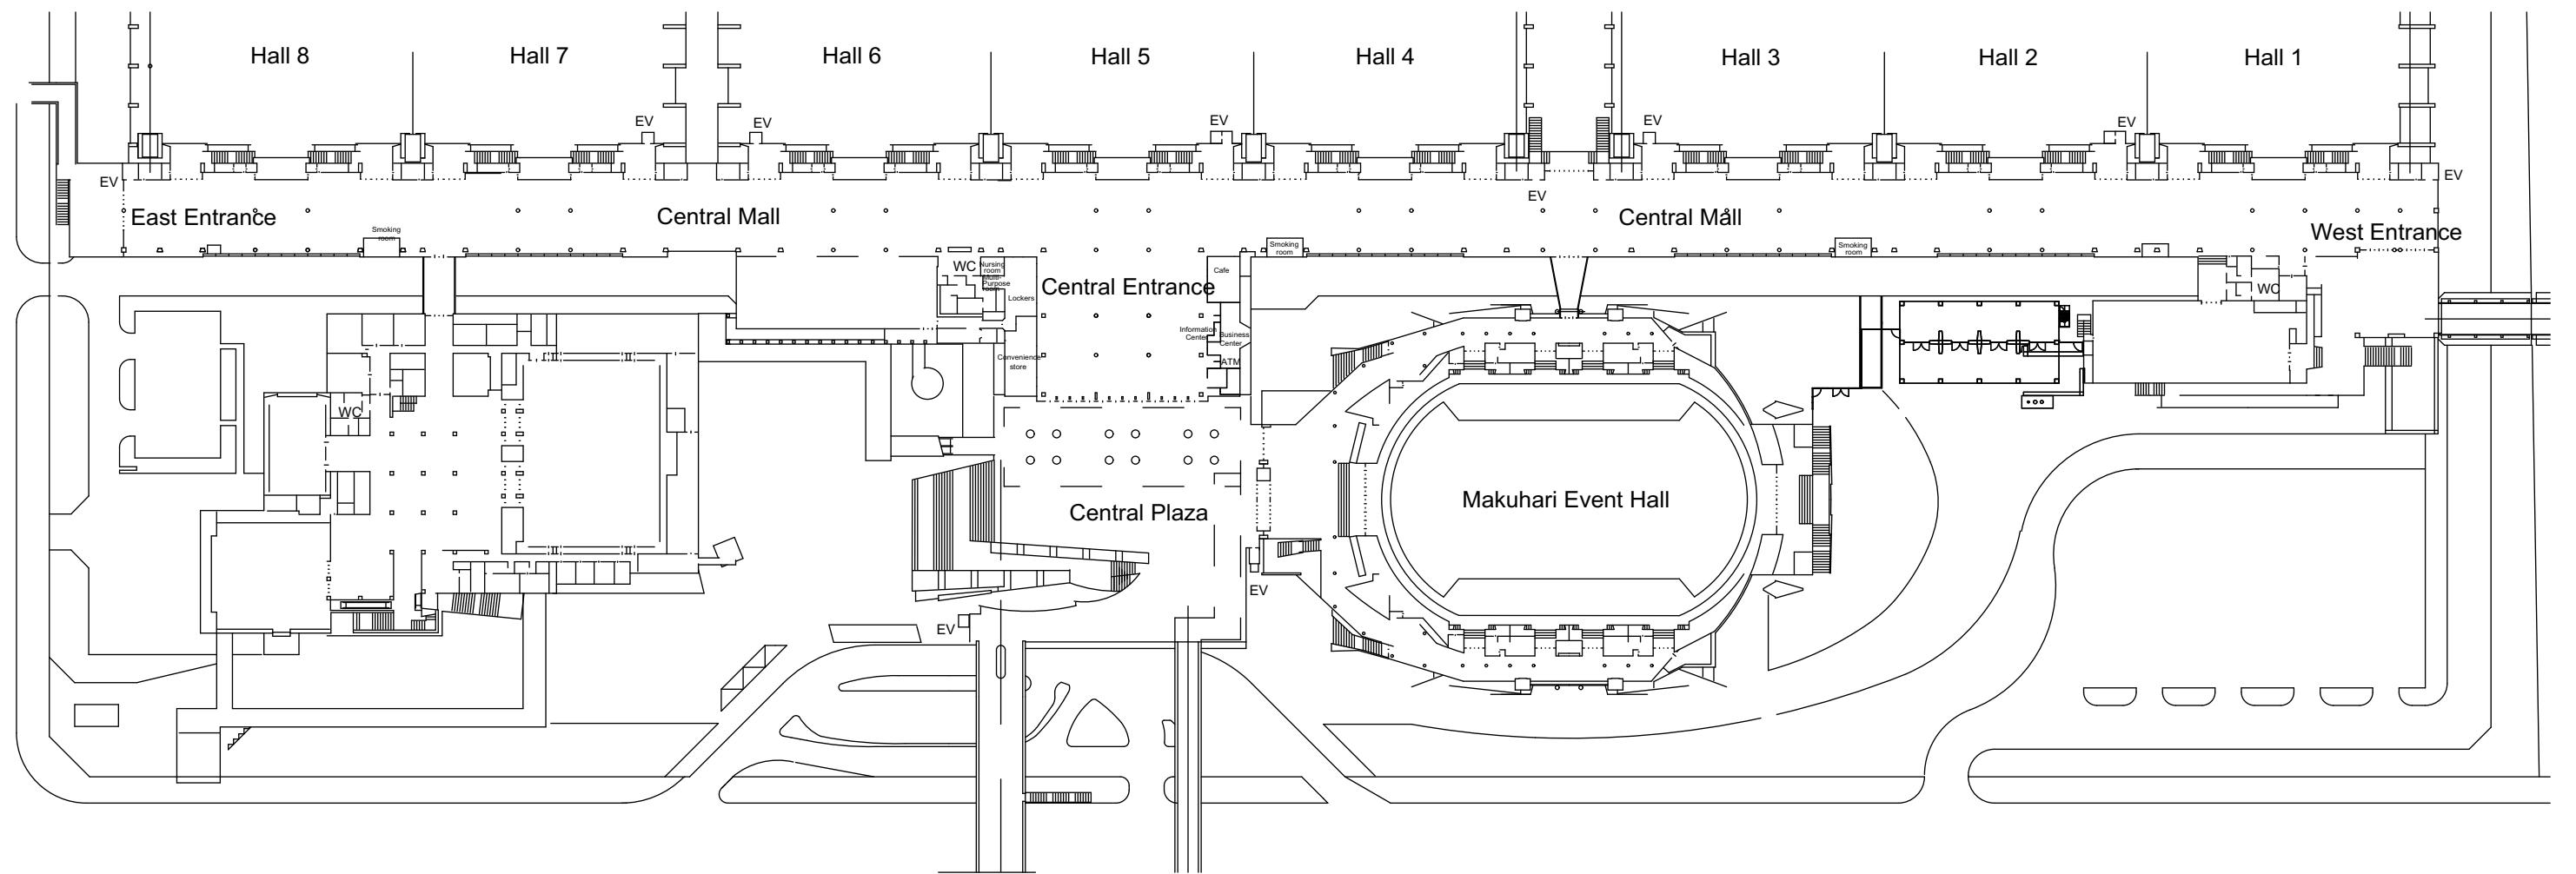 Hall 8
Hall 7
Hall 6
Hall 5
Hall 4
Hall 3
Hall 2
Hall 1
EV
EV
EV
EV
EV
EV
EV
EV
East Entrance
Central Mall
Central Mall
West Entrance
Smoking
room
Smoking
room
Smoking
room
WC
Nursing
room
Multi-
Purpose
room
Lockers
Central Entrance
Cafe
Information
Center
Business
Center
ATM
Convenience
store
WC
WC
Central Plaza
Makuhari Event Hall
EV
EV